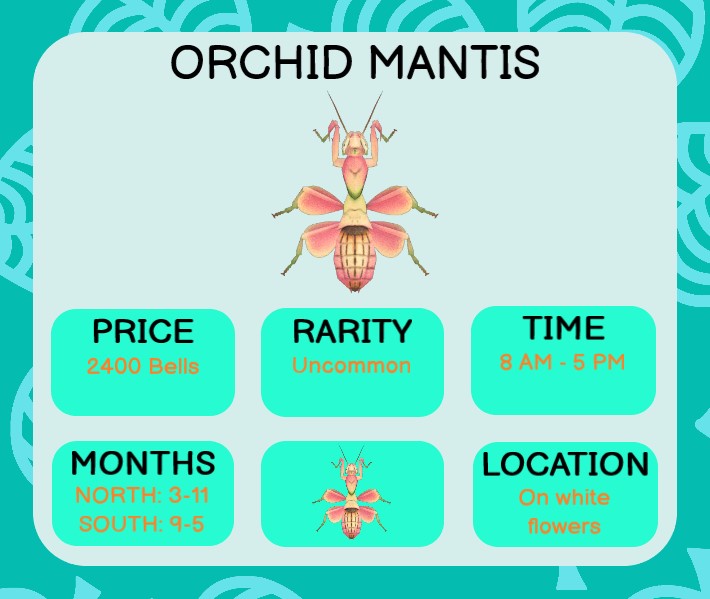 ORCHID MANTIS
PRICE
2400 Bells
RARITY
Uncommon
TIME
8 AM - 5 PM
MONTHS
NORTH: 3-11
SOUTH: 9-5
LOCATION
On white
flowers